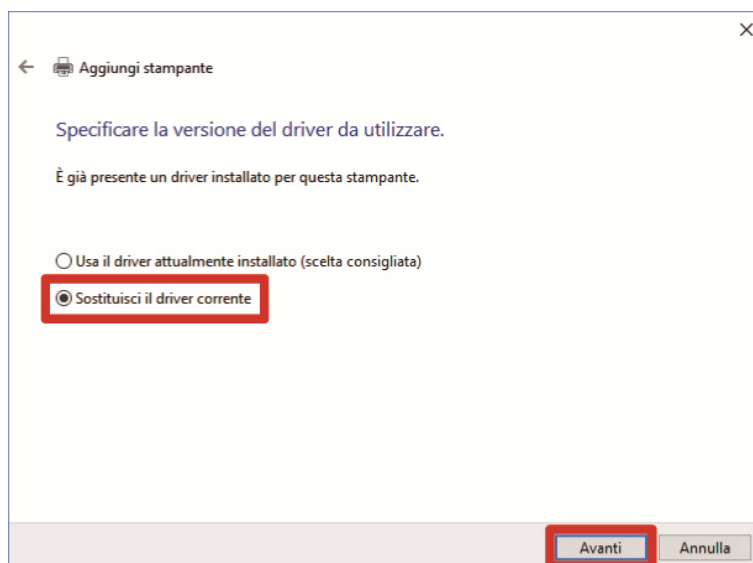 Aggiungi stampante
Specificare la versione del driver da utilizzare.
È già presente un driver installato per questa stampante.
Usa il driver attualmente installato (scelta consigliata)
Sostituisci il driver corrente
Avanti Annulla